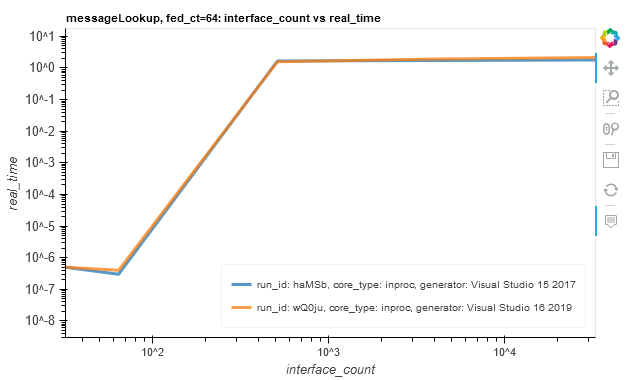 messageLookup, fed_ct=64: interface_count vs real_time
10^1
10^0
10^-1
10^-2
10^-3
10^-4
10^-5
10^-6
10^-7
10^-8
real_time
run_id: haMSb, core_type: inproc, generator: Visual Studio 15 2017
run_id: wQ0ju, core_type: inproc, generator: Visual Studio 16 2019
10^2 10^3 10^4
interface_count